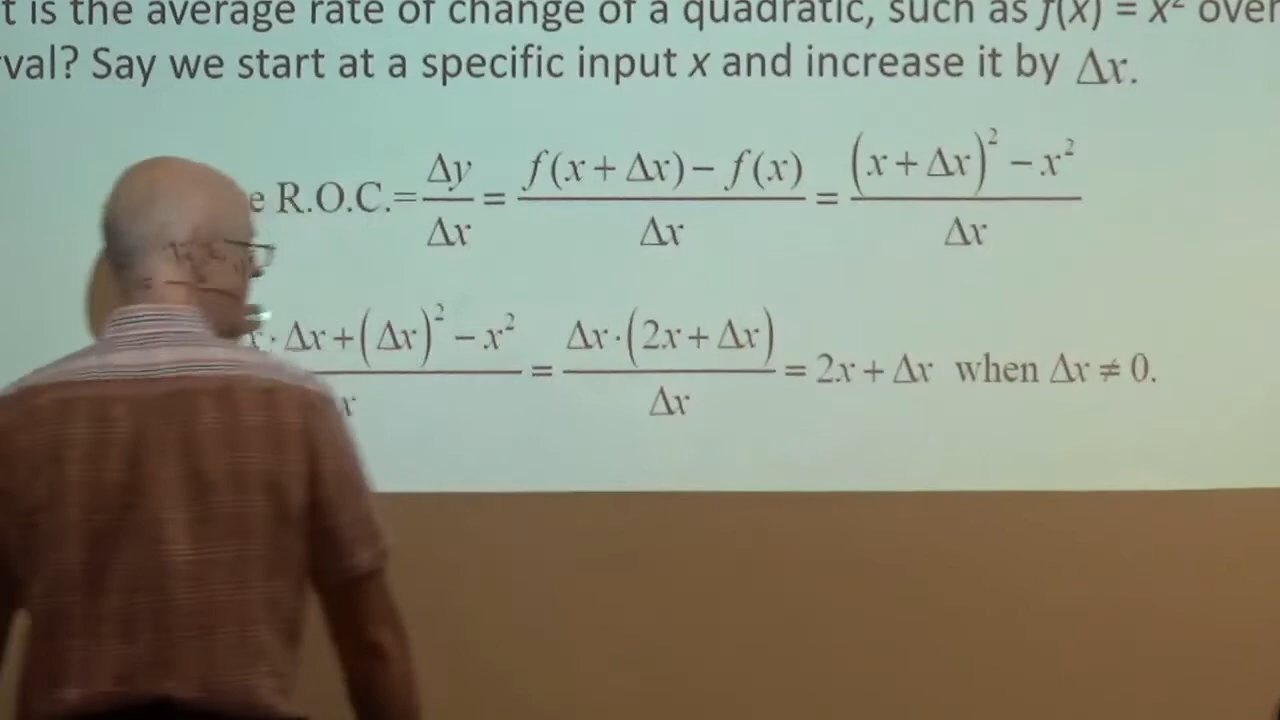 t is the average rate of change of a quadratic, such as f(x) = x² over
val? Say we start at a specific input x and increase it by Δx.
e R.O.C.= Δy/Δx = (f(x+Δx)−f(x))/Δx = ((x+Δx)²−x²)/Δx
· Δx+(Δx)²−x²/x = (Δx·(2x+Δx))/Δx = 2x+Δx when Δx ≠ 0.